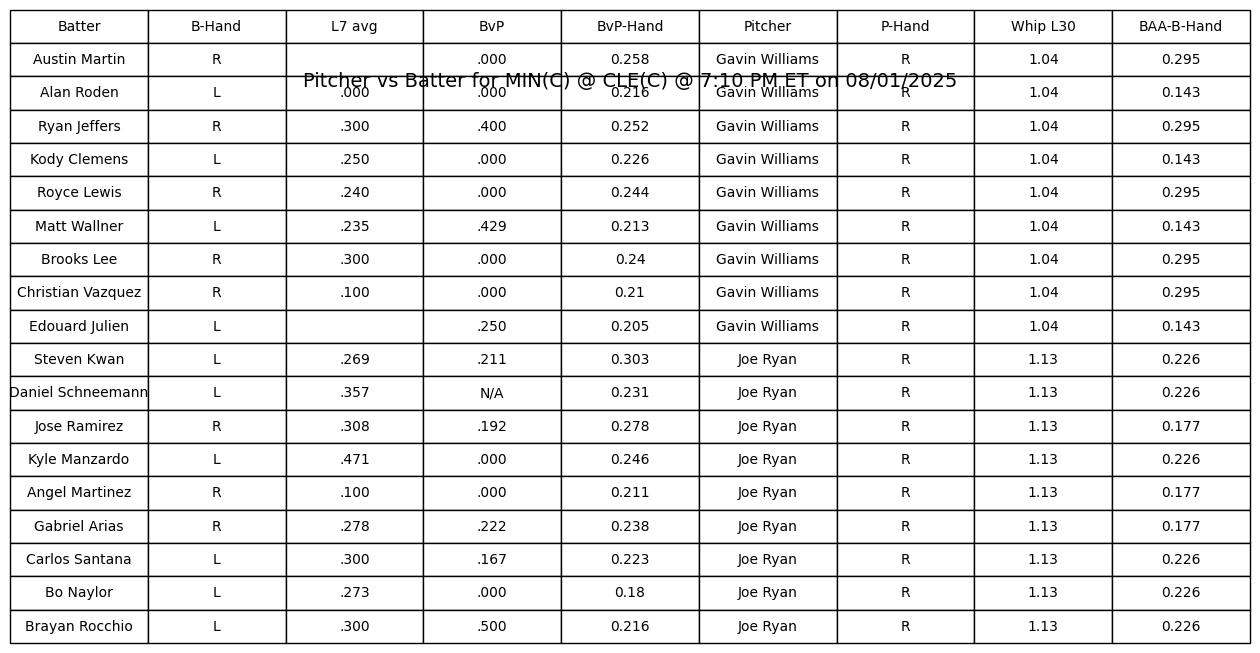 Batter B-Hand L7 avg BvP BvP-Hand Pitcher P-Hand Whip L30 BAA-B-Hand
Austin Martin R .000 0.258 Gavin Williams R 1.04 0.295
Pitcher vs Batter for MIN(C) @ CLE(C) @ 7:10 PM ET on 08/01/2025
Alan Roden L .000 .000 0.216 Gavin Williams R 1.04 0.143
Ryan Jeffers R .300 .400 0.252 Gavin Williams R 1.04 0.295
Kody Clemens L .250 .000 0.226 Gavin Williams R 1.04 0.143
Royce Lewis R .240 .000 0.244 Gavin Williams R 1.04 0.295
Matt Wallner L .235 .429 0.213 Gavin Williams R 1.04 0.143
Brooks Lee R .300 .000 0.24 Gavin Williams R 1.04 0.295
Christian Vazquez R .100 .000 0.21 Gavin Williams R 1.04 0.295
Edouard Julien L .250 0.205 Gavin Williams R 1.04 0.143
Steven Kwan L .269 .211 0.303 Joe Ryan R 1.13 0.226
Daniel Schneemann L .357 N/A 0.231 Joe Ryan R 1.13 0.226
Jose Ramirez R .308 .192 0.278 Joe Ryan R 1.13 0.177
Kyle Manzardo L .471 .000 0.246 Joe Ryan R 1.13 0.226
Angel Martinez R .100 .000 0.211 Joe Ryan R 1.13 0.177
Gabriel Arias R .278 .222 0.238 Joe Ryan R 1.13 0.177
Carlos Santana L .300 .167 0.223 Joe Ryan R 1.13 0.226
Bo Naylor L .273 .000 0.18 Joe Ryan R 1.13 0.226
Brayan Rocchio L .300 .500 0.216 Joe Ryan R 1.13 0.226